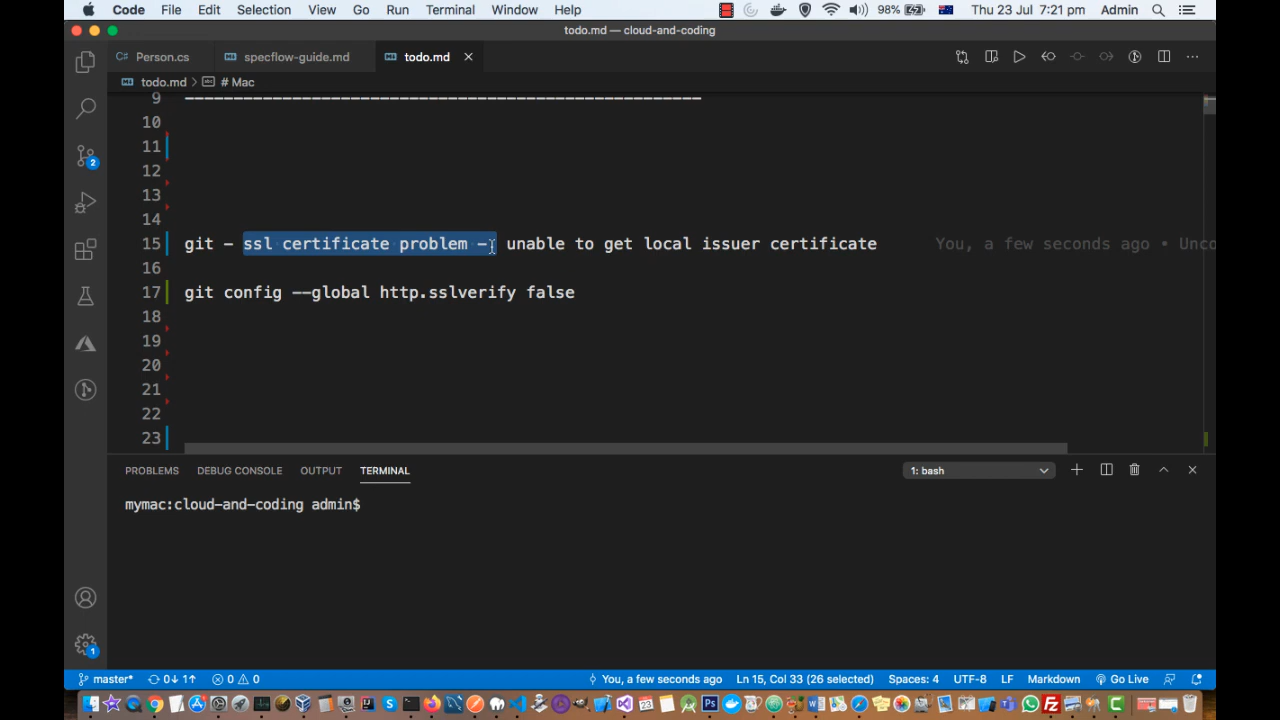 Code File Edit Selection View Go Run Terminal Window Help 98% Thu 23 Jul 7:21 pm Admin
todo.md — cloud-and-coding
Person.cs specflow-guide.md todo.md
todo.md > # Mac
9 ----------------------------------------------------
10
11
12
13
14
15 git - ssl certificate problem - unable to get local issuer certificate You, a few seconds ago • Unco
16
17 git config --global http.sslverify false
18
19
20
21
22
23
PROBLEMS DEBUG CONSOLE OUTPUT TERMINAL 1: bash
mymac:cloud-and-coding admin$
2
1
master* 0↓ 1↑ 0 0 You, a few seconds ago Ln 15, Col 33 (26 selected) Spaces: 4 UTF-8 LF Markdown Go Live